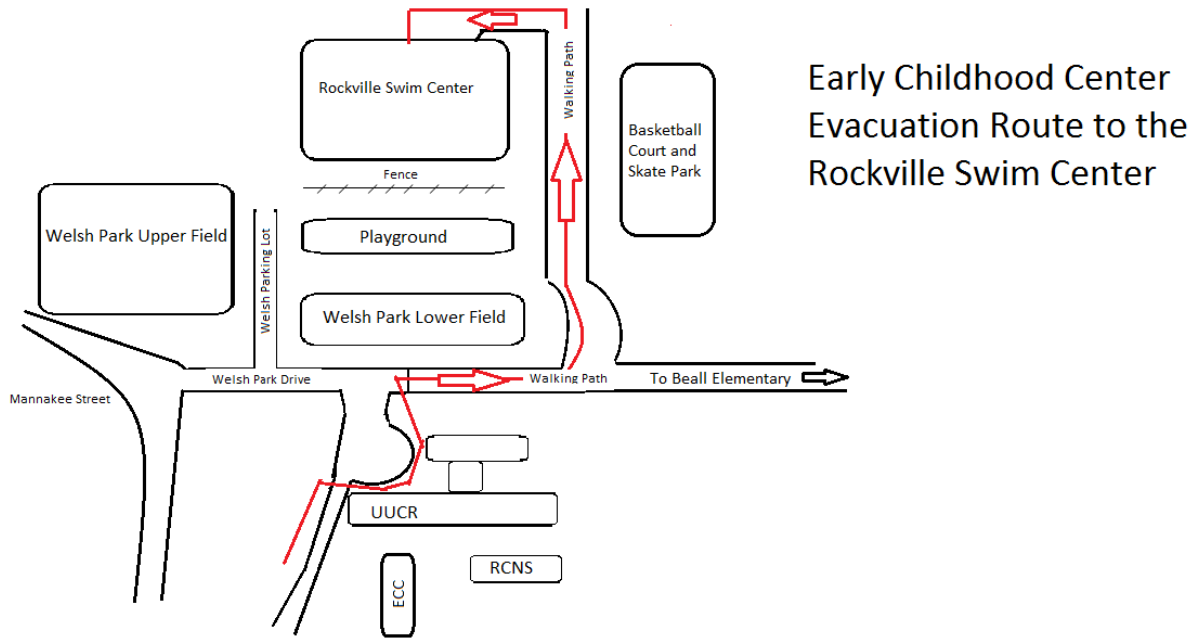 Early Childhood Center
Evacuation Route to the
Rockville Swim Center
Rockville Swim Center
Walking Path
Basketball
Court and
Skate Park
Fence
Welsh Park Upper Field
Welsh Parking Lot
Playground
Welsh Park Lower Field
Welsh Park Drive
Walking Path
To Beall Elementary
Mannakee Street
UUCR
ECC
RCNS